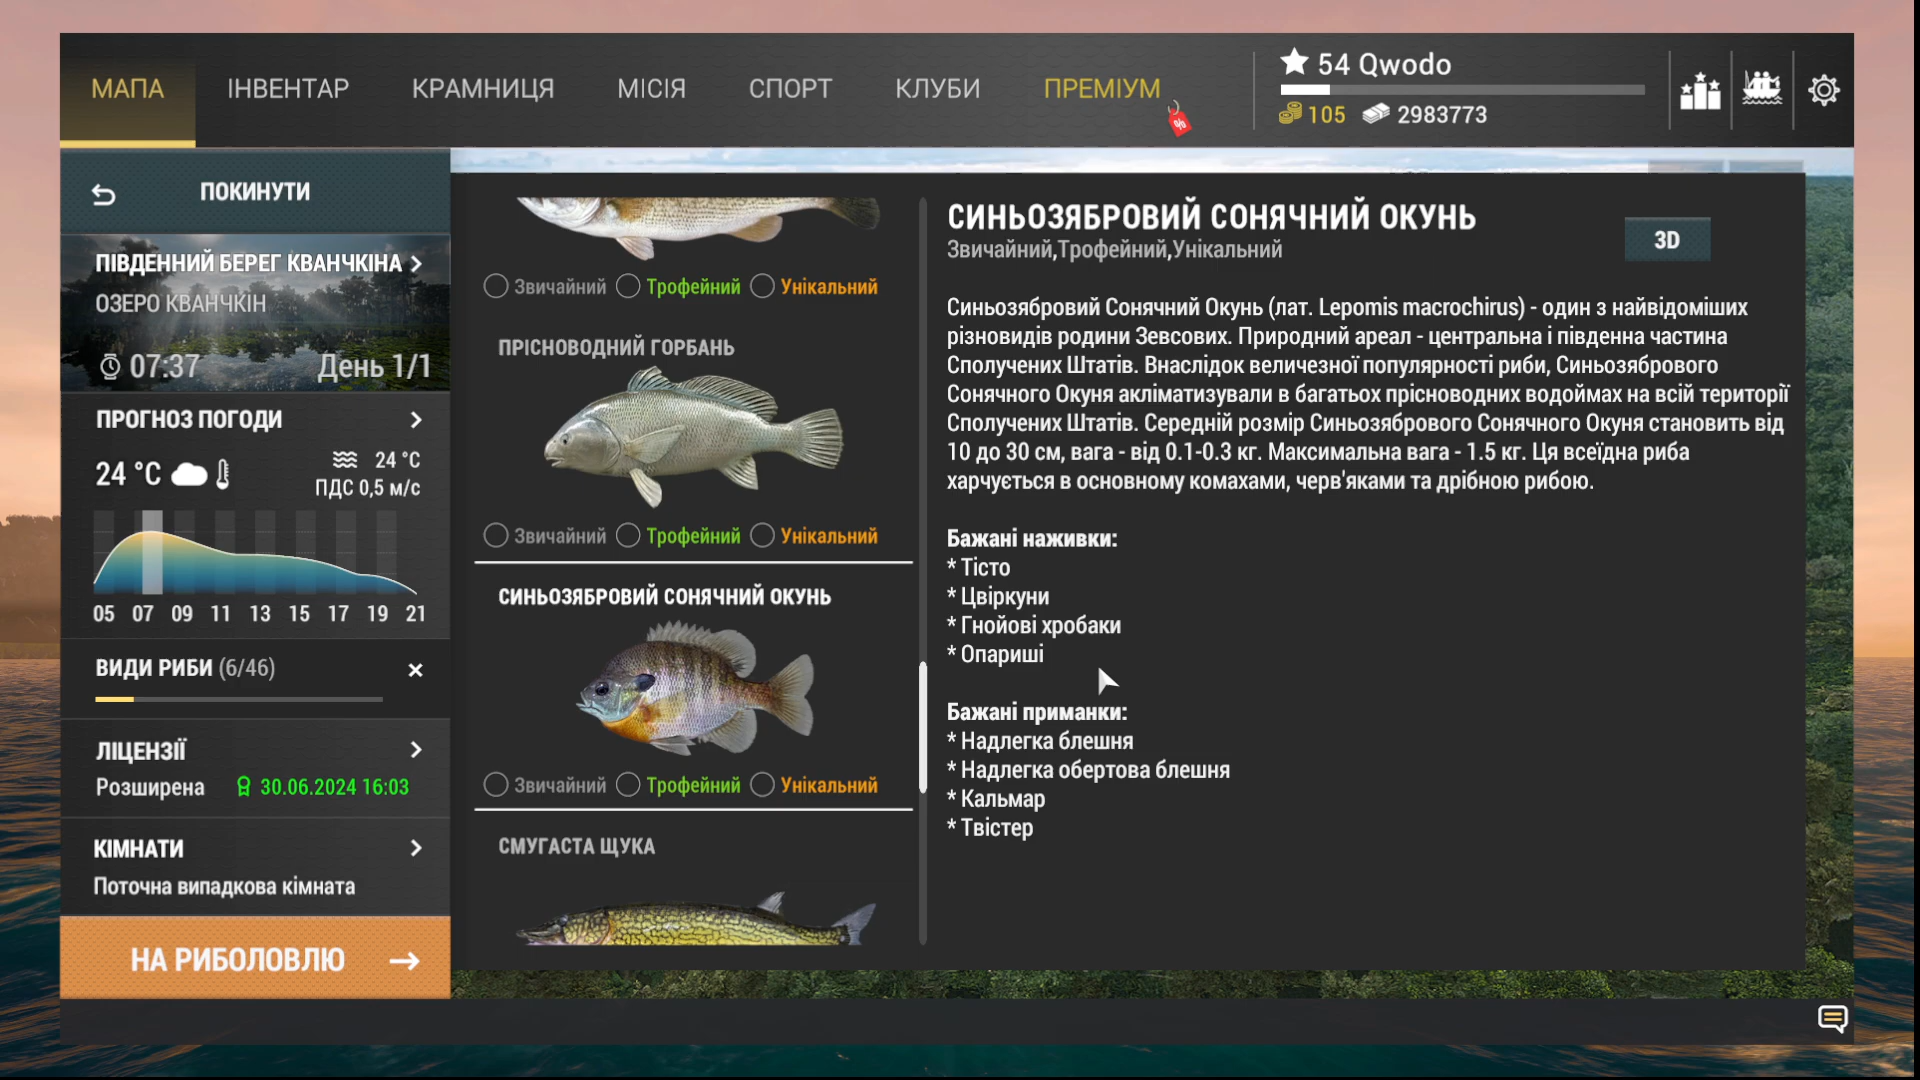 МАПА
ІНВЕНТАР
КРАМНИЦЯ
МІСІЯ
СПОРТ
КЛУБИ
ПРЕМІУМ
%
54 Qwodo
105 2983773
ПОКИНУТИ
ПІВДЕННИЙ БЕРЕГ КВАНЧКІНА
ОЗЕРО КВАНЧКІН
07:37 День 1/1
ПРОГНОЗ ПОГОДИ
24 °C
24 °C
ПДС 0,5 м/с
05 07 09 11 13 15 17 19 21
ВИДИ РИБИ (6/46)
ЛІЦЕНЗІЇ
Розширена 30.06.2024 16:03
КІМНАТИ
Поточна випадкова кімната
НА РИБОЛОВЛЮ
Звичайний Трофейний Унікальний
ПРІСНОВОДНИЙ ГОРБАНЬ
Звичайний Трофейний Унікальний
СИНЬОЗЯБРОВИЙ СОНЯЧНИЙ ОКУНЬ
Звичайний Трофейний Унікальний
СМУГАСТА ЩУКА
СИНЬОЗЯБРОВИЙ СОНЯЧНИЙ ОКУНЬ
Звичайний,Трофейний,Унікальний
3D
Синьозябровий Сонячний Окунь (лат. Lepomis macrochirus) - один з найвідоміших
різновидів родини Зевсових. Природний ареал - центральна і південна частина
Сполучених Штатів. Внаслідок величезної популярності риби, Синьозябрового
Сонячного Окуня акліматизували в багатьох прісноводних водоймах на всій території
Сполучених Штатів. Середній розмір Синьозябрового Сонячного Окуня становить від
10 до 30 см, вага - від 0.1-0.3 кг. Максимальна вага - 1.5 кг. Ця всеїдна риба
харчується в основному комахами, черв'яками та дрібною рибою.
Бажані наживки:
* Тісто
* Цвіркуни
* Гнойові хробаки
* Опариші
Бажані приманки:
* Надлегка блешня
* Надлегка обертова блешня
* Кальмар
* Твістер